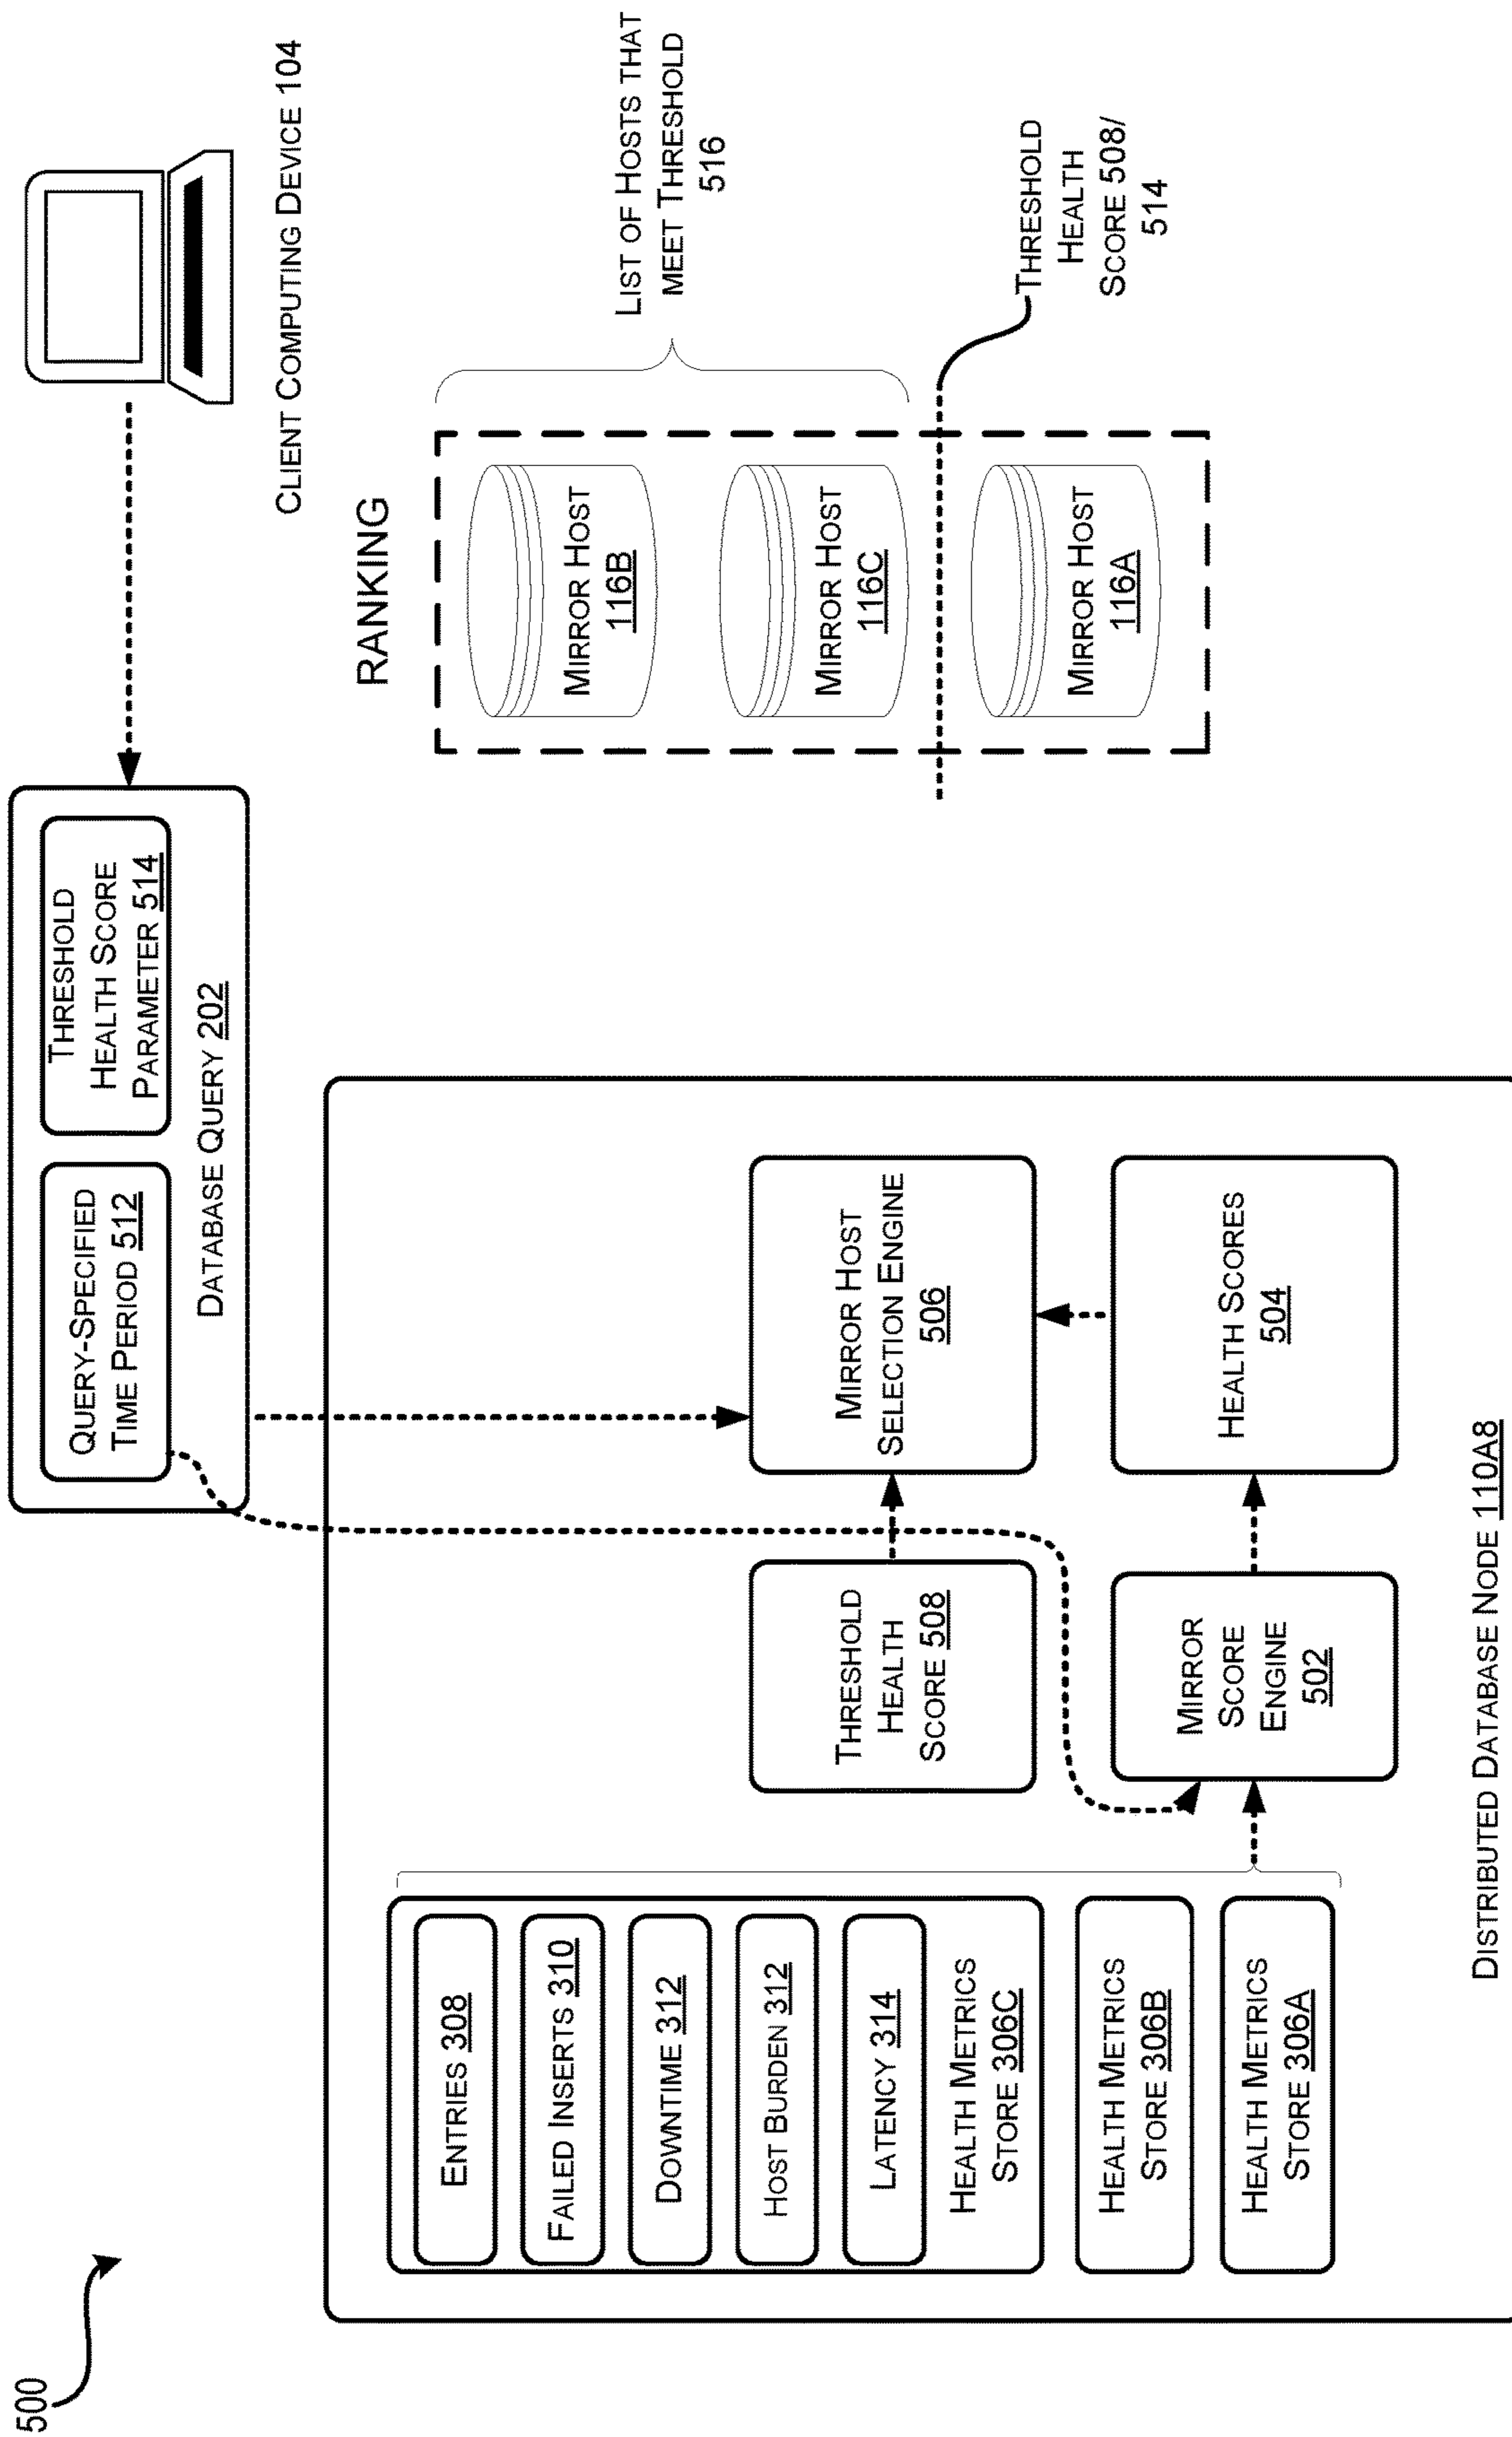 500
QUERY-SPECIFIED
TIME PERIOD 512
THRESHOLD
HEALTH SCORE
PARAMETER 514
DATABASE QUERY 202
CLIENT COMPUTING DEVICE 104
ENTRIES 308
FAILED INSERTS 310
DOWNTIME 312
HOST BURDEN 312
LATENCY 314
HEALTH METRICS
STORE 306C
HEALTH METRICS
STORE 306B
HEALTH METRICS
STORE 306A
THRESHOLD
HEALTH
SCORE 508
MIRROR HOST
SELECTION ENGINE
506
MIRROR
SCORE
ENGINE
502
HEALTH SCORES
504
DISTRIBUTED DATABASE NODE 110A8
RANKING
MIRROR HOST
116B
MIRROR HOST
116C
MIRROR HOST
116A
LIST OF HOSTS THAT
MEET THRESHOLD
516
THRESHOLD
HEALTH
SCORE 508/
514